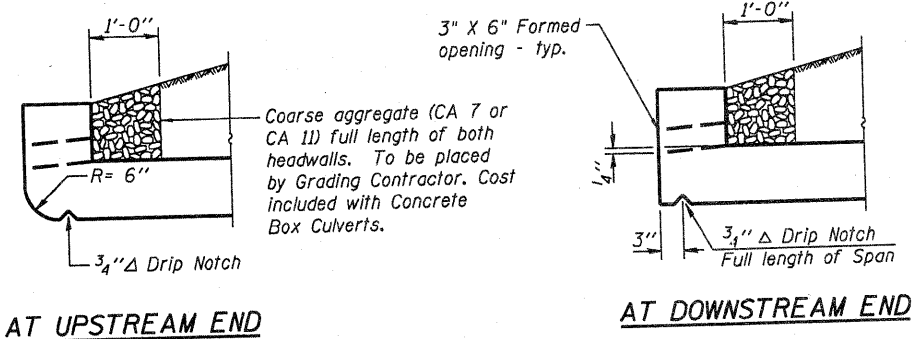 1'-0"
Coarse aggregate (CA 7 or
CA 11) full length of both
headwalls. To be placed
by Grading Contractor. Cost
included with Concrete
Box Culverts.
R= 6"
3/4" Δ Drip Notch
AT UPSTREAM END
1'-0"
3" X 6" Formed
opening - typ.
1/4"
3"
3/4" Δ Drip Notch
Full length of Span
AT DOWNSTREAM END